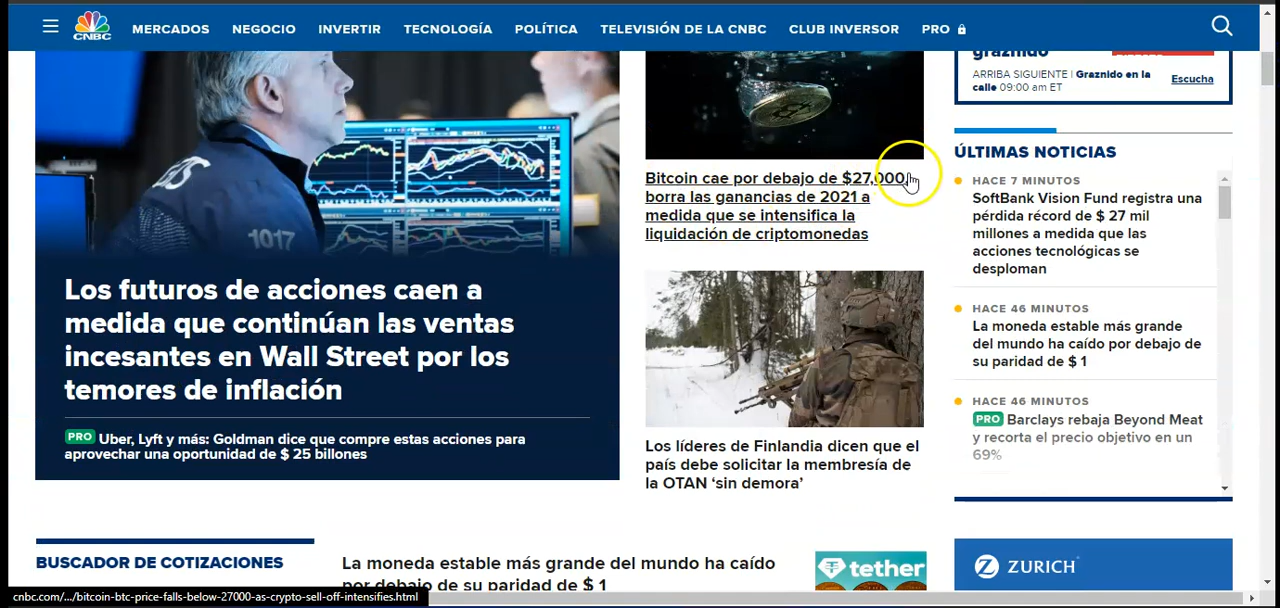 CNBC
MERCADOS NEGOCIO INVERTIR TECNOLOGÍA POLÍTICA TELEVISIÓN DE LA CNBC CLUB INVERSOR PRO
1017
Los futuros de acciones caen a
medida que continúan las ventas
incesantes en Wall Street por los
temores de inflación
PRO Uber, Lyft y más: Goldman dice que compre estas acciones para
aprovechar una oportunidad de $ 25 billones
Bitcoin cae por debajo de $27,000,
borra las ganancias de 2021 a
medida que se intensifica la
liquidación de criptomonedas
Los líderes de Finlandia dicen que el
país debe solicitar la membresía de
la OTAN ‘sin demora’
graznido
ARRIBA SIGUIENTE | Graznido en la
calle 09:00 am ET
Escucha
ÚLTIMAS NOTICIAS
HACE 7 MINUTOS
SoftBank Vision Fund registra una
pérdida récord de $ 27 mil
millones a medida que las
acciones tecnológicas se
desploman
HACE 46 MINUTOS
La moneda estable más grande
del mundo ha caído por debajo de
su paridad de $ 1
HACE 46 MINUTOS
PRO Barclays rebaja Beyond Meat
y recorta el precio objetivo en un
69%
BUSCADOR DE COTIZACIONES
La moneda estable más grande del mundo ha caído
por debajo de su paridad de $ 1
tether
ZURICH
cnbc.com/.../bitcoin-btc-price-falls-below-27000-as-crypto-sell-off-intensifies.html